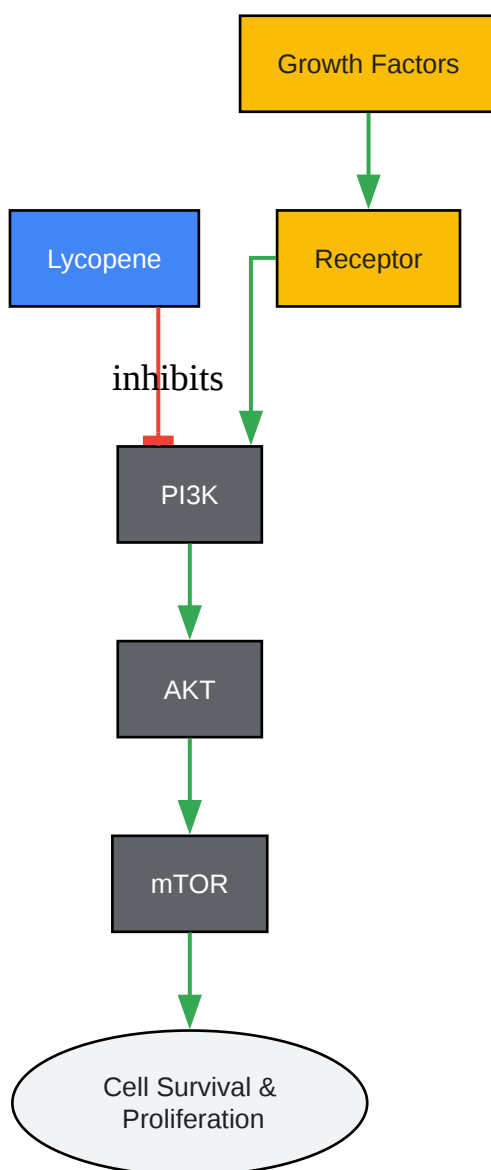 Growth Factors
Lycopene
Receptor
inhibits
PI3K
AKT
mTOR
Cell Survival &
Proliferation